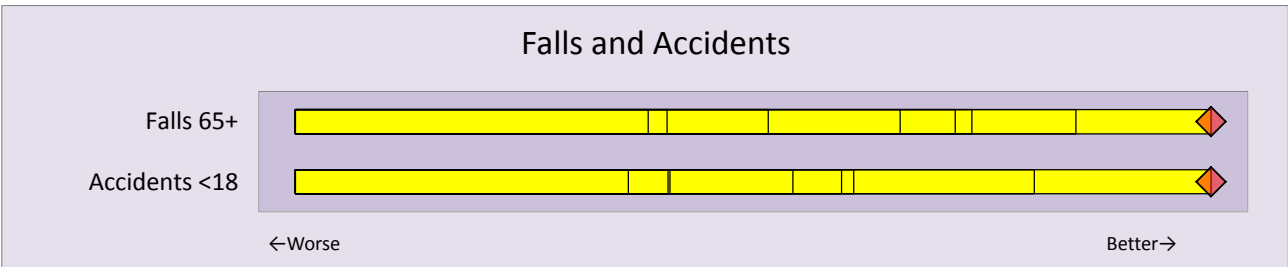 Falls and Accidents
Falls 65+
Accidents <18
←Worse Better→